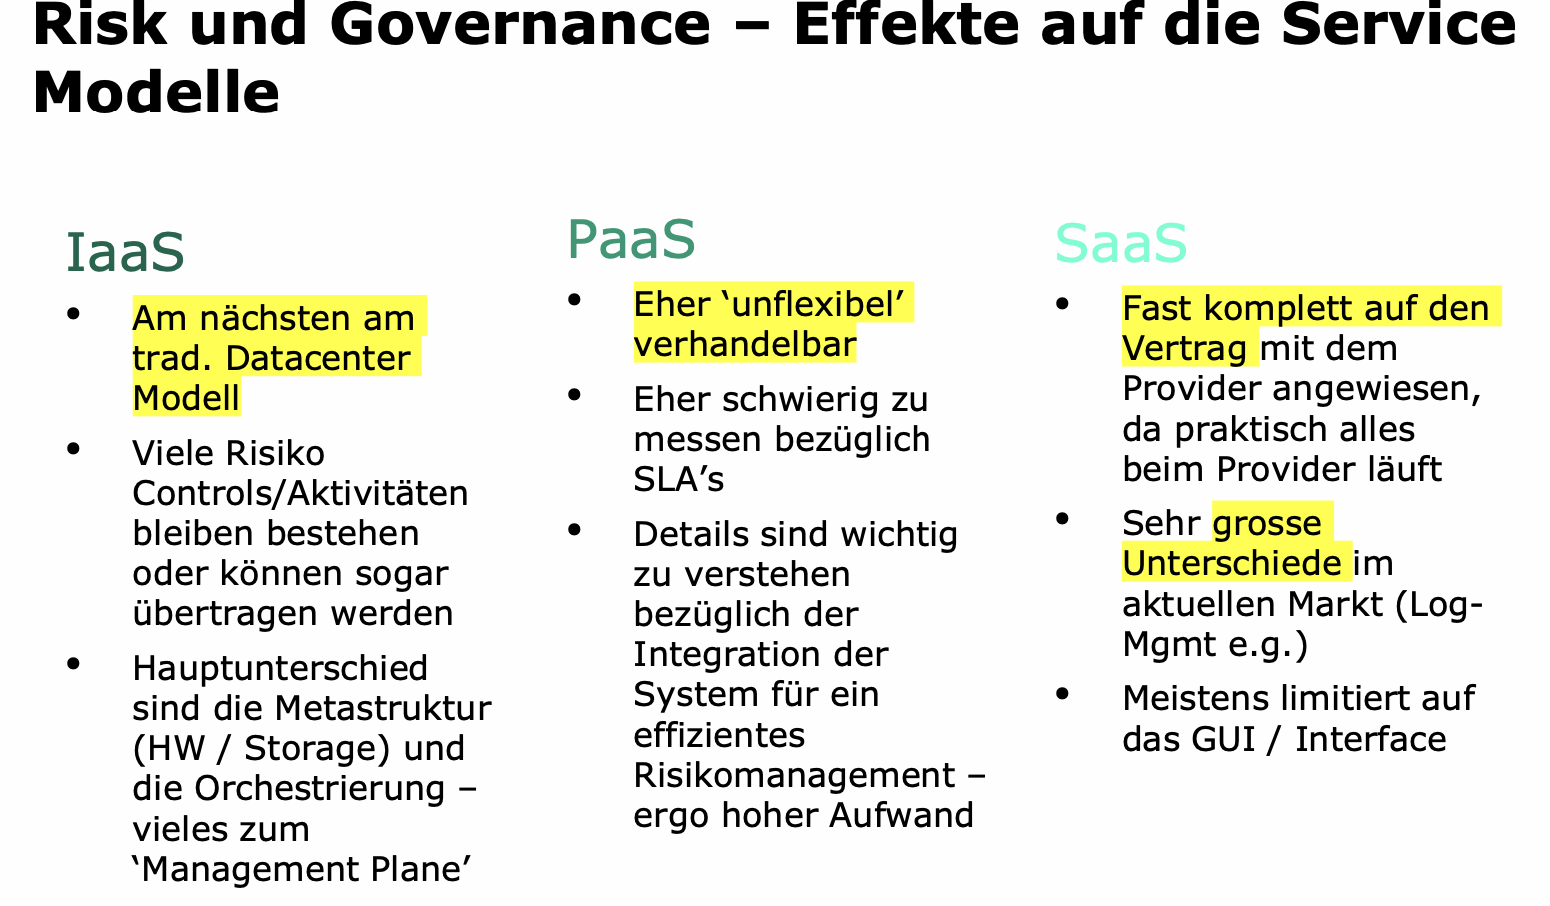 Risk und Governance – Effekte auf die Service
Modelle
IaaS
• Am nächsten am
trad. Datacenter
Modell
• Viele Risiko
Controls/Aktivitäten
bleiben bestehen
oder können sogar
übertragen werden
• Hauptunterschied
sind die Metastruktur
(HW / Storage) und
die Orchestrierung –
vieles zum
‘Management Plane’
PaaS
• Eher ‘unflexibel’
verhandelbar
• Eher schwierig zu
messen bezüglich
SLA’s
• Details sind wichtig
zu verstehen
bezüglich der
Integration der
System für ein
effizientes
Risikomanagement –
ergo hoher Aufwand
SaaS
• Fast komplett auf den
Vertrag mit dem
Provider angewiesen,
da praktisch alles
beim Provider läuft
• Sehr grosse
Unterschiede im
aktuellen Markt (Log-
Mgmt e.g.)
• Meistens limitiert auf
das GUI / Interface